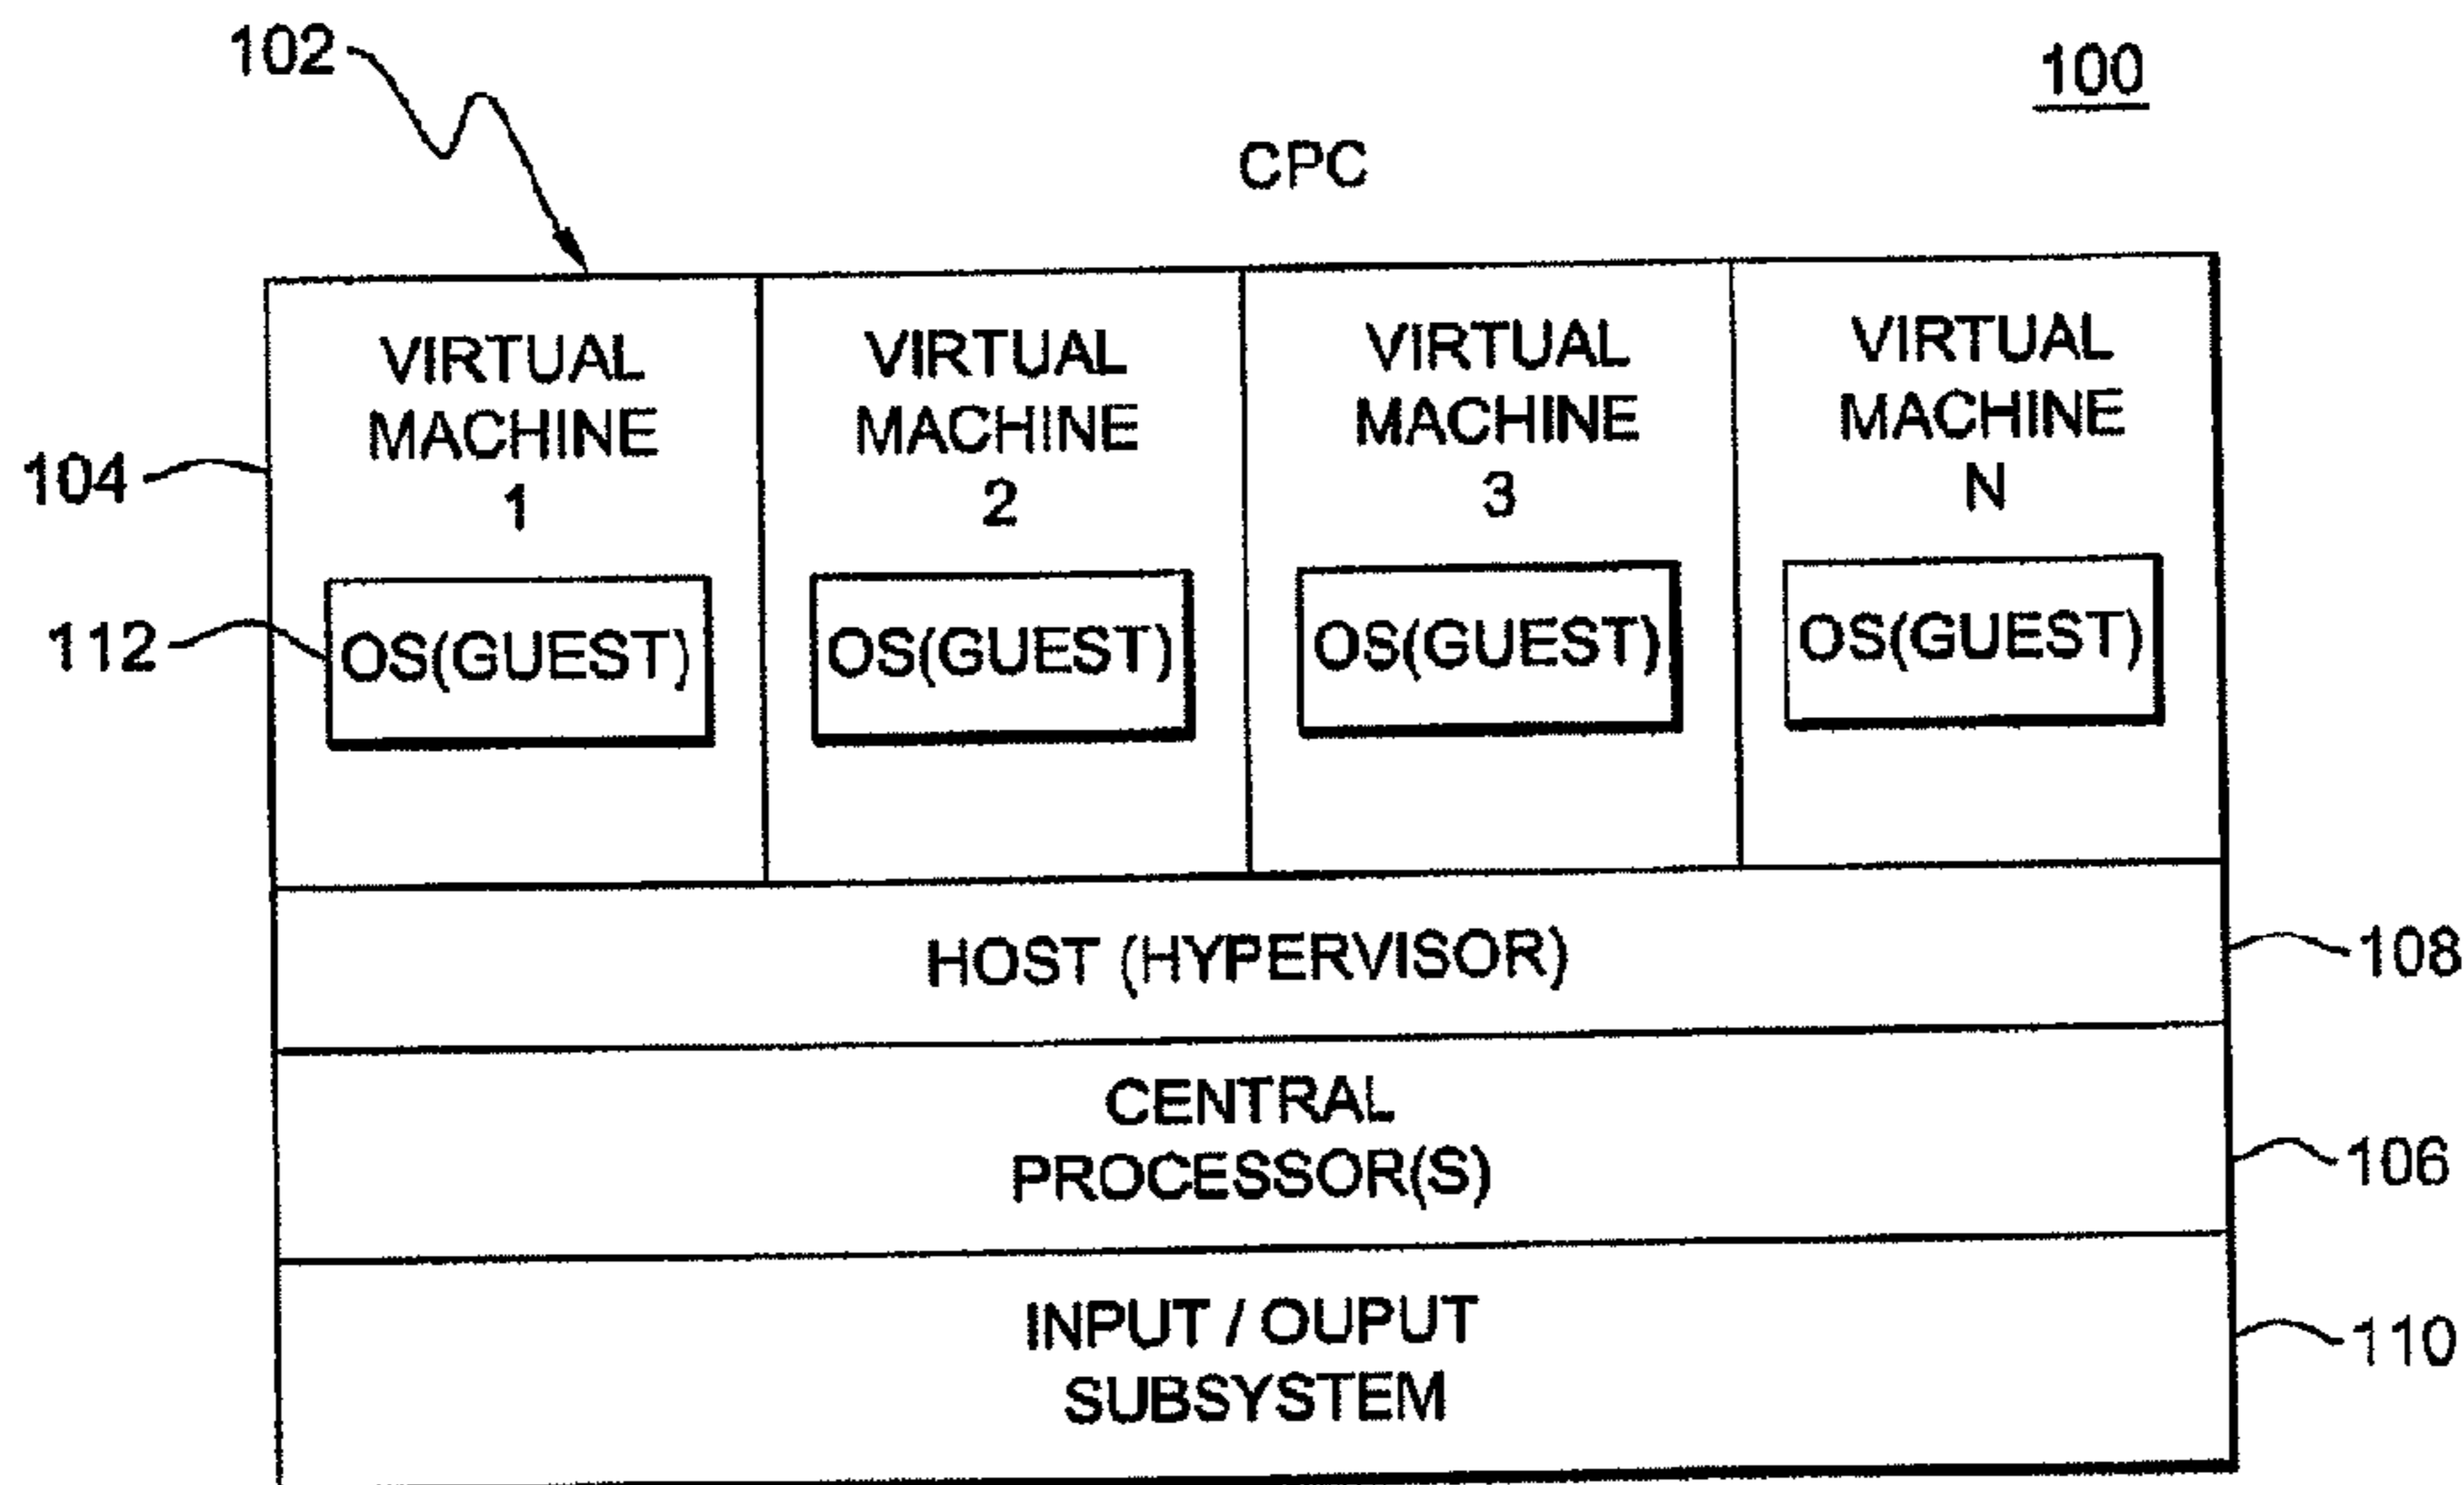 102
100
CPC
VIRTUAL
MACHINE
1
VIRTUAL
MACHINE
2
VIRTUAL
MACHINE
3
VIRTUAL
MACHINE
N
104
112
OS(GUEST)
OS(GUEST)
OS(GUEST)
OS(GUEST)
HOST (HYPERVISOR)
108
CENTRAL
PROCESSOR(S)
106
INPUT / OUPUT
SUBSYSTEM
110